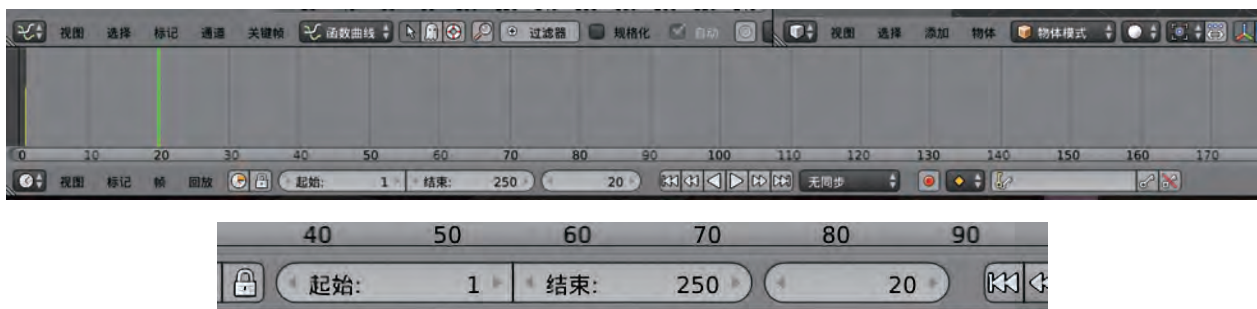 视图 选择 标记 通道 关键帧 函数曲线 过滤器 规格化 自动 视图 选择 添加 物体 物体模式
0 10 20 30 40 50 60 70 80 90 100 110 120 130 140 150 160 170
视图 标记 帧 回放 起始: 1 结束: 250 20 无同步
40 50 60 70 80 90
起始: 1 结束: 250 20